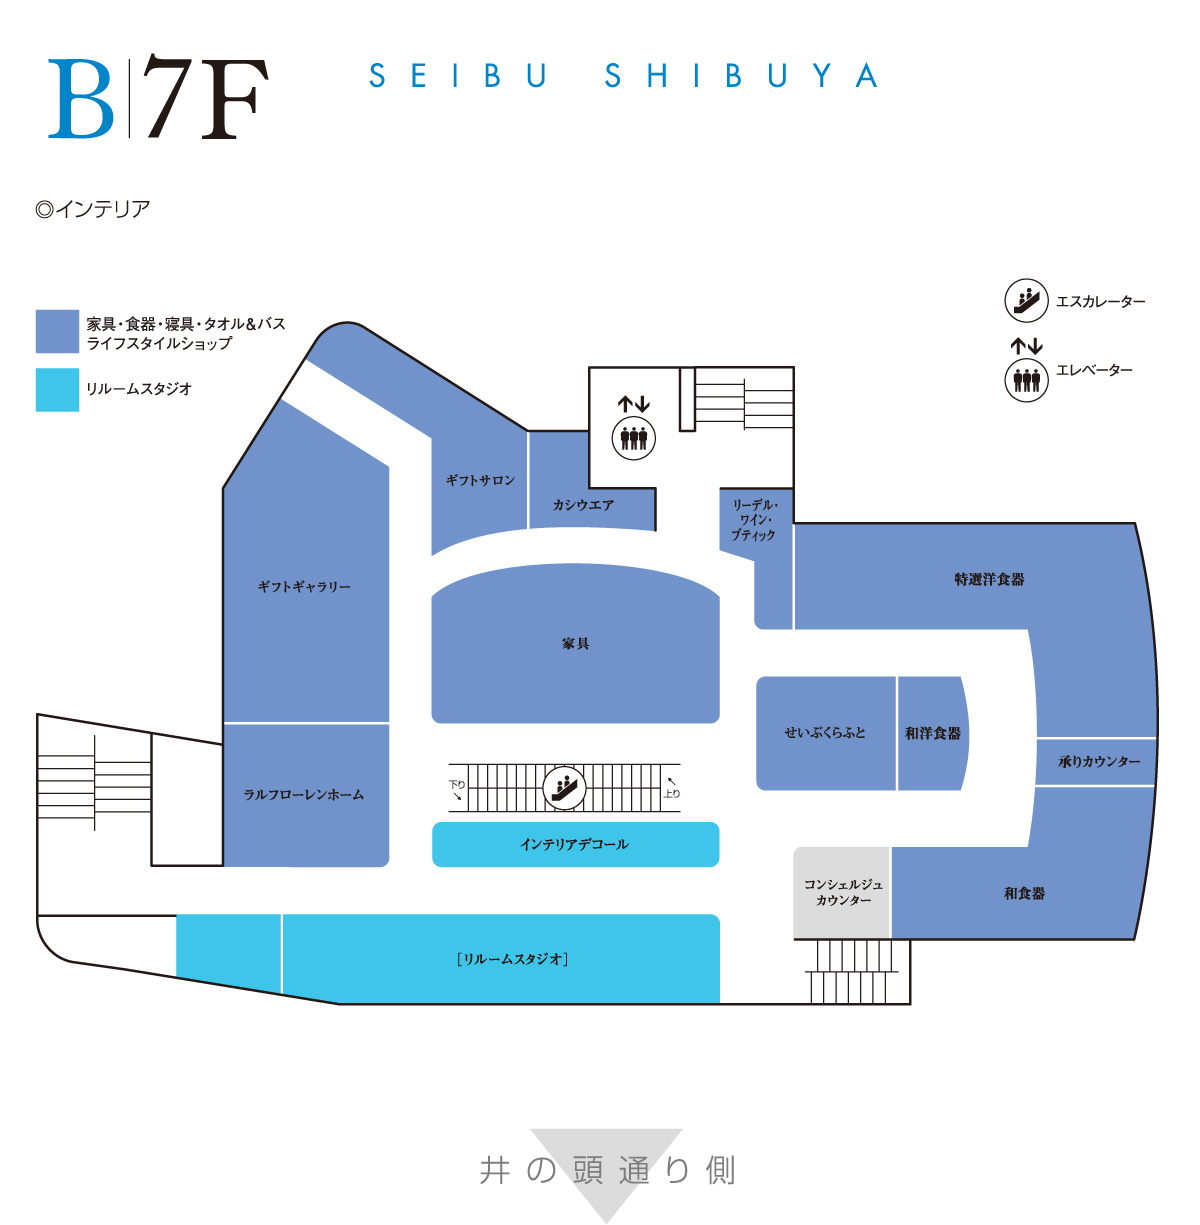 B|7F
SEIBU SHIBUYA
◎インテリア
家具・食器・寝具・タオル&バス
ライフスタイルショップ
リルームスタジオ
エスカレーター
エレベーター
ギフトサロン
カシウエア
リーデル・
ワイン・
ブティック
特選洋食器
ギフトギャラリー
家具
せいぶくらふと
和洋食器
承りカウンター
ラルフローレンホーム
下り
上り
インテリアデコール
コンシェルジュ
カウンター
和食器
[リルームスタジオ]
井の頭通り側